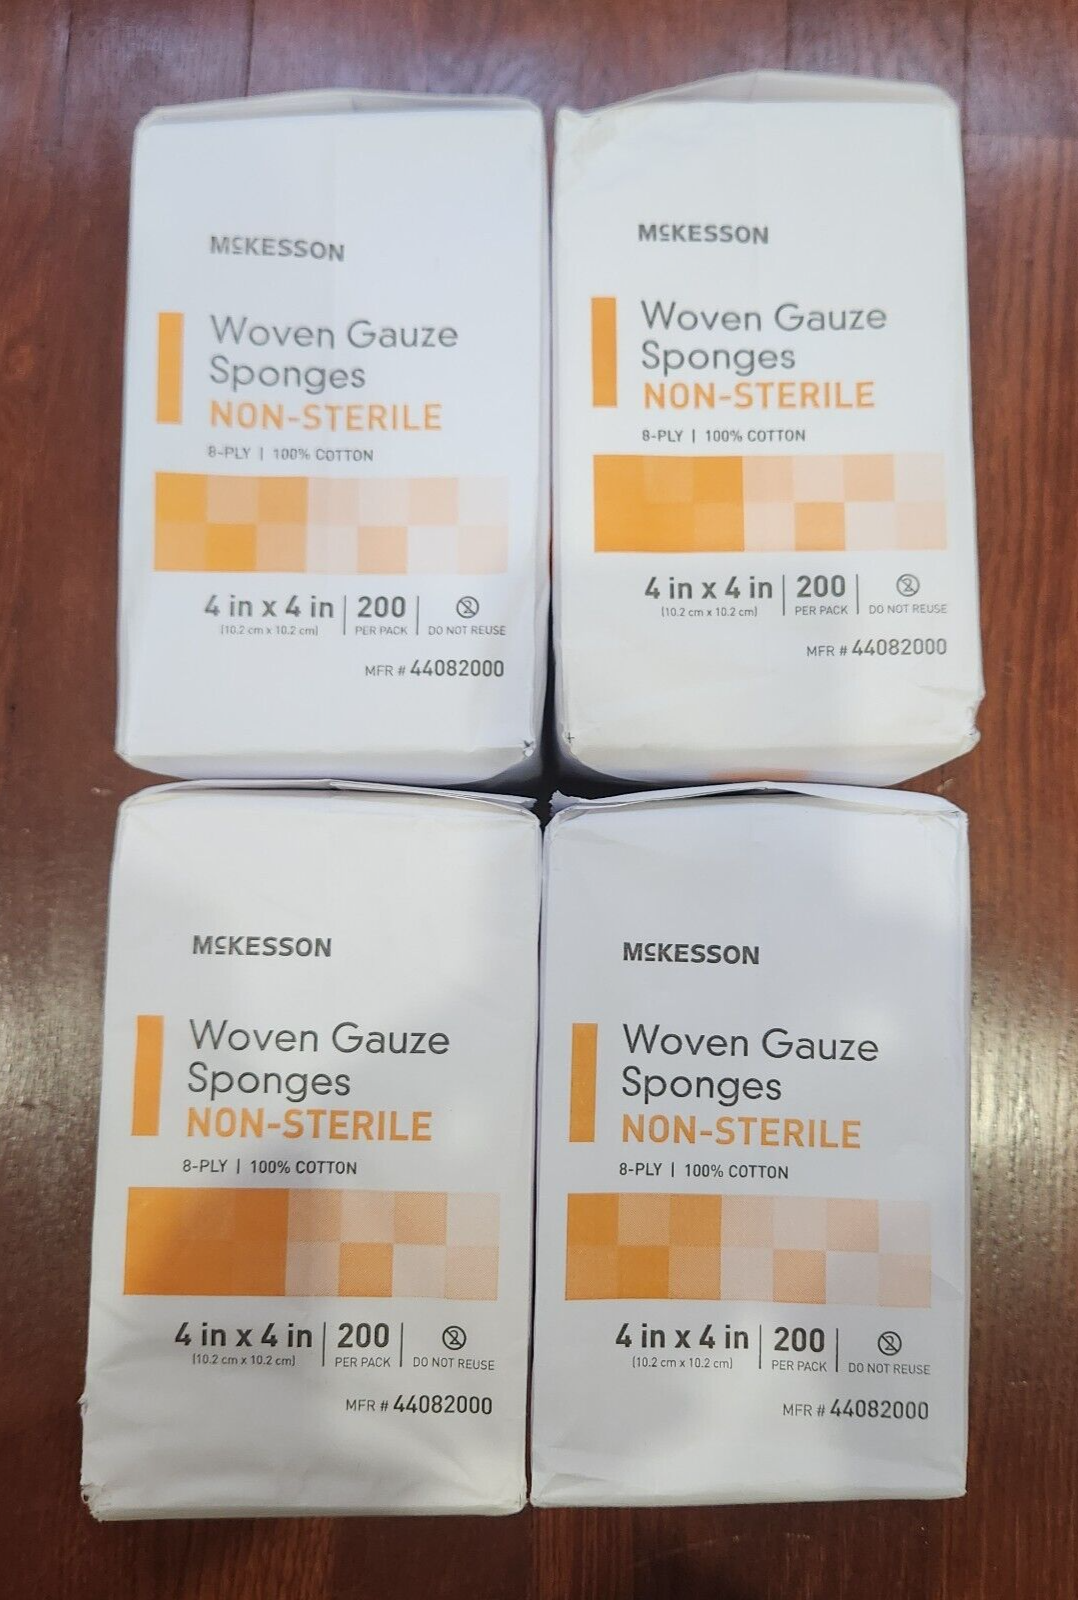 McKESSON
Woven Gauze
Sponges
NON-STERILE
8-PLY | 100% COTTON
4 in x 4 in | 200 | 2
(10.2 cm x 10.2 cm) PER PACK DO NOT REUSE
MFR # 44082000
McKESSON
Woven Gauze
Sponges
NON-STERILE
8-PLY | 100% COTTON
4 in x 4 in | 200 | 2
(10.2 cm x 10.2 cm) PER PACK DO NOT REUSE
MFR # 44082000
McKESSON
Woven Gauze
Sponges
NON-STERILE
8-PLY | 100% COTTON
4 in x 4 in | 200 | 2
(10.2 cm x 10.2 cm) PER PACK DO NOT REUSE
MFR # 44082000
McKESSON
Woven Gauze
Sponges
NON-STERILE
8-PLY | 100% COTTON
4 in x 4 in | 200 | 2
(10.2 cm x 10.2 cm) PER PACK DO NOT REUSE
MFR # 44082000